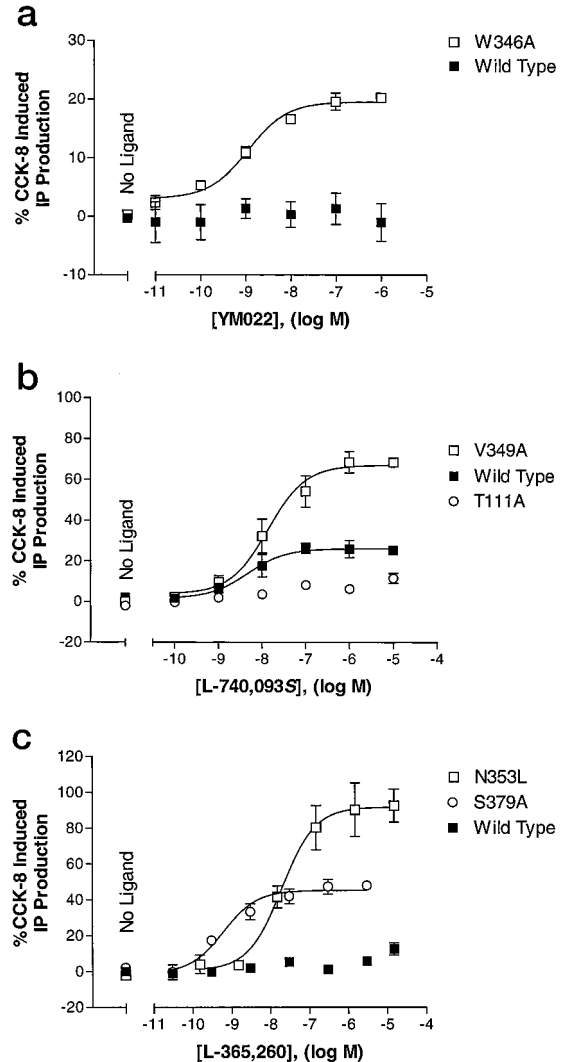 a
W346A
Wild Type
% CCK-8 Induced
IP Production
30
20
10
0
-10
No Ligand
-11 -10 -9 -8 -7 -6 -5
[YM022], (log M)
b
V349A
Wild Type
T111A
% CCK-8 Induced
IP Production
100
80
60
40
20
0
-20
No Ligand
-10 -9 -8 -7 -6 -5 -4
[L-740,093S], (log M)
c
N353L
S379A
Wild Type
%CCK-8 Induced
IP Production
120
100
80
60
40
20
0
-20
No Ligand
-11 -10 -9 -8 -7 -6 -5 -4
[L-365,260], (log M)